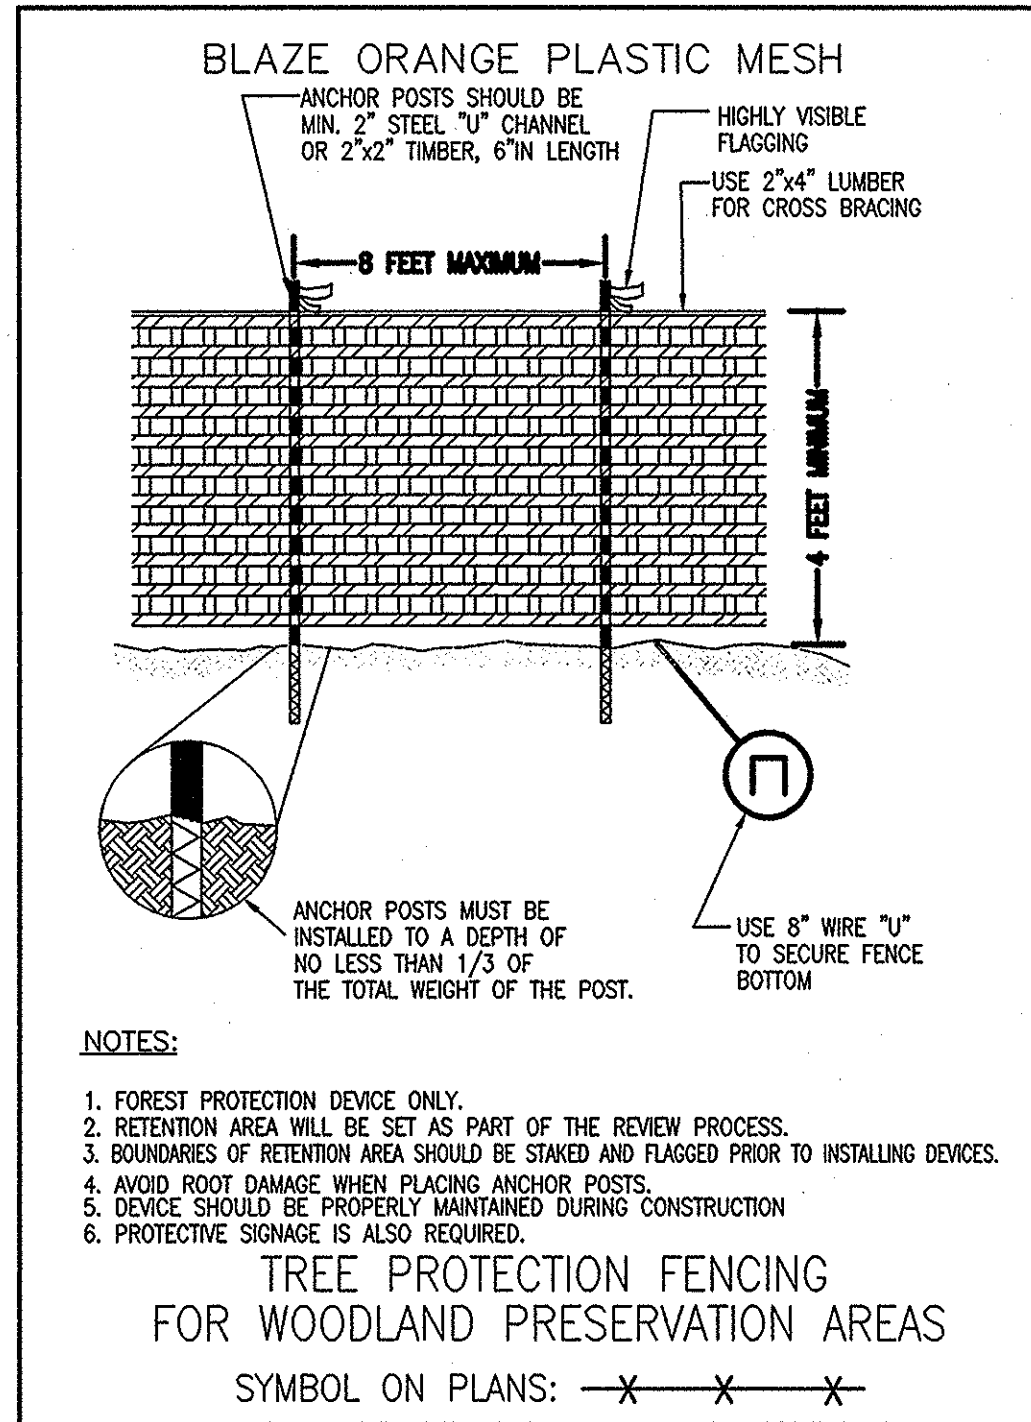 BLAZE ORANGE PLASTIC MESH
ANCHOR POSTS SHOULD BE
MIN. 2" STEEL "U" CHANNEL
OR 2"x2" TIMBER, 6"IN LENGTH
HIGHLY VISIBLE
FLAGGING
USE 2"x4" LUMBER
FOR CROSS BRACING
8 FEET MAXIMUM
4 FEET MINIMUM
ANCHOR POSTS MUST BE
INSTALLED TO A DEPTH OF
NO LESS THAN 1/3 OF
THE TOTAL WEIGHT OF THE POST.
USE 8" WIRE "U"
TO SECURE FENCE
BOTTOM
NOTES:
1. FOREST PROTECTION DEVICE ONLY.
2. RETENTION AREA WILL BE SET AS PART OF THE REVIEW PROCESS.
3. BOUNDARIES OF RETENTION AREA SHOULD BE STAKED AND FLAGGED PRIOR TO INSTALLING DEVICES.
4. AVOID ROOT DAMAGE WHEN PLACING ANCHOR POSTS.
5. DEVICE SHOULD BE PROPERLY MAINTAINED DURING CONSTRUCTION
6. PROTECTIVE SIGNAGE IS ALSO REQUIRED.
TREE PROTECTION FENCING
FOR WOODLAND PRESERVATION AREAS
SYMBOL ON PLANS: —X—X—X—